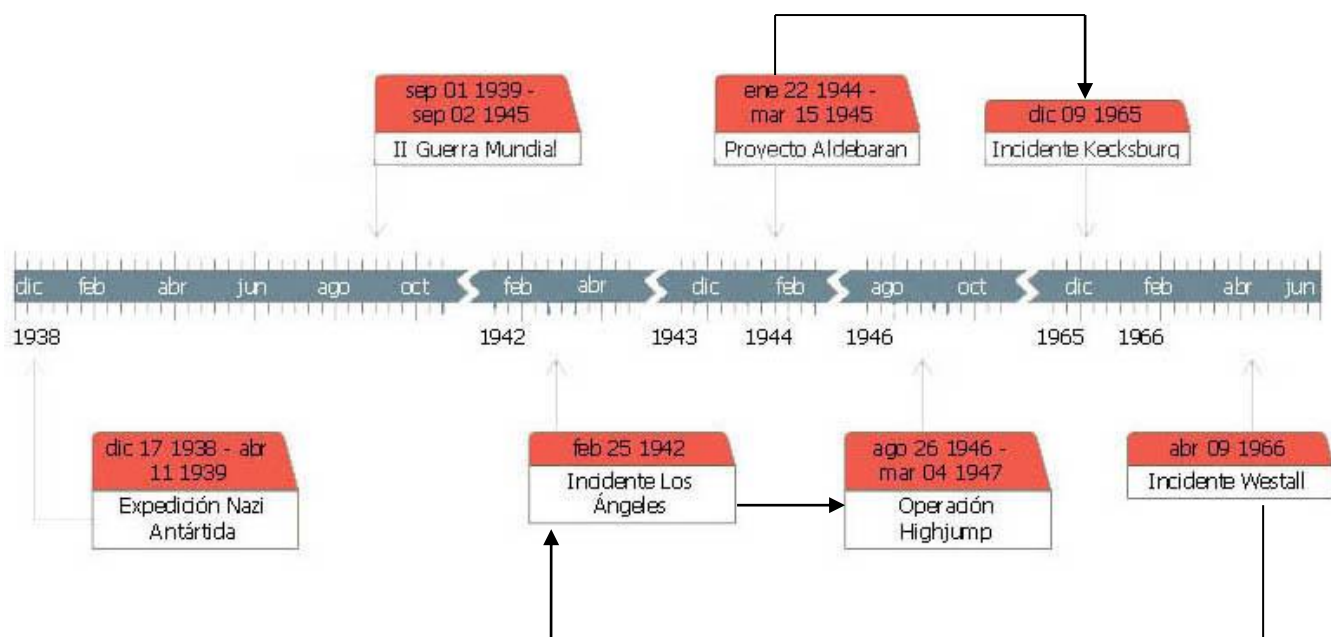 sep 01 1939 -
sep 02 1945
II Guerra Mundial
ene 22 1944 -
mar 15 1945
Proyecto Aldebaran
dic 09 1965
Incidente Kecksburg
dic feb abr jun ago oct feb abr dic feb ago oct dic feb abr jun
1938 1942 1943 1944 1946 1965 1966
dic 17 1938 - abr
11 1939
Expedición Nazi
Antártida
feb 25 1942
Incidente Los
Ángeles
ago 26 1946 -
mar 04 1947
Operación
Highjump
abr 09 1966
Incidente Westall